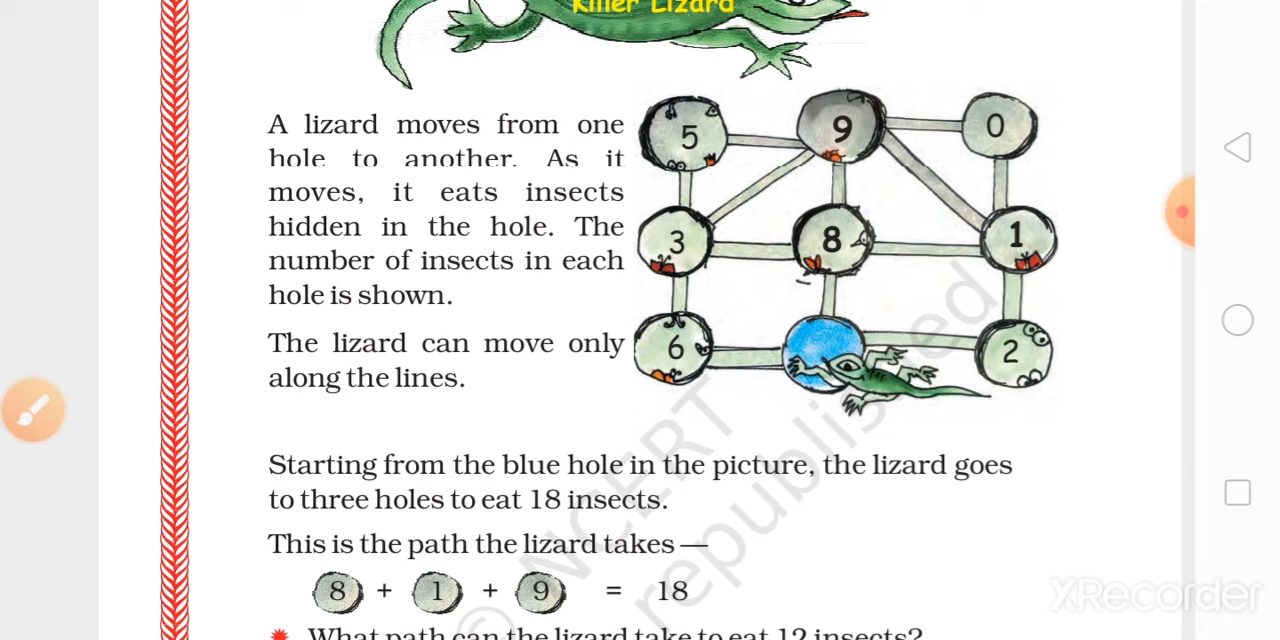 Killer Lizard
A lizard moves from one
hole to another. As it
moves, it eats insects
hidden in the hole. The
number of insects in each
hole is shown.
The lizard can move only
along the lines.
5 9 0
3 8 1
6 2
Starting from the blue hole in the picture, the lizard goes
to three holes to eat 18 insects.
This is the path the lizard takes —
8 + 1 + 9 = 18
What path can the lizard take to eat 12 insects?
© NCERT
republished
XRecorder